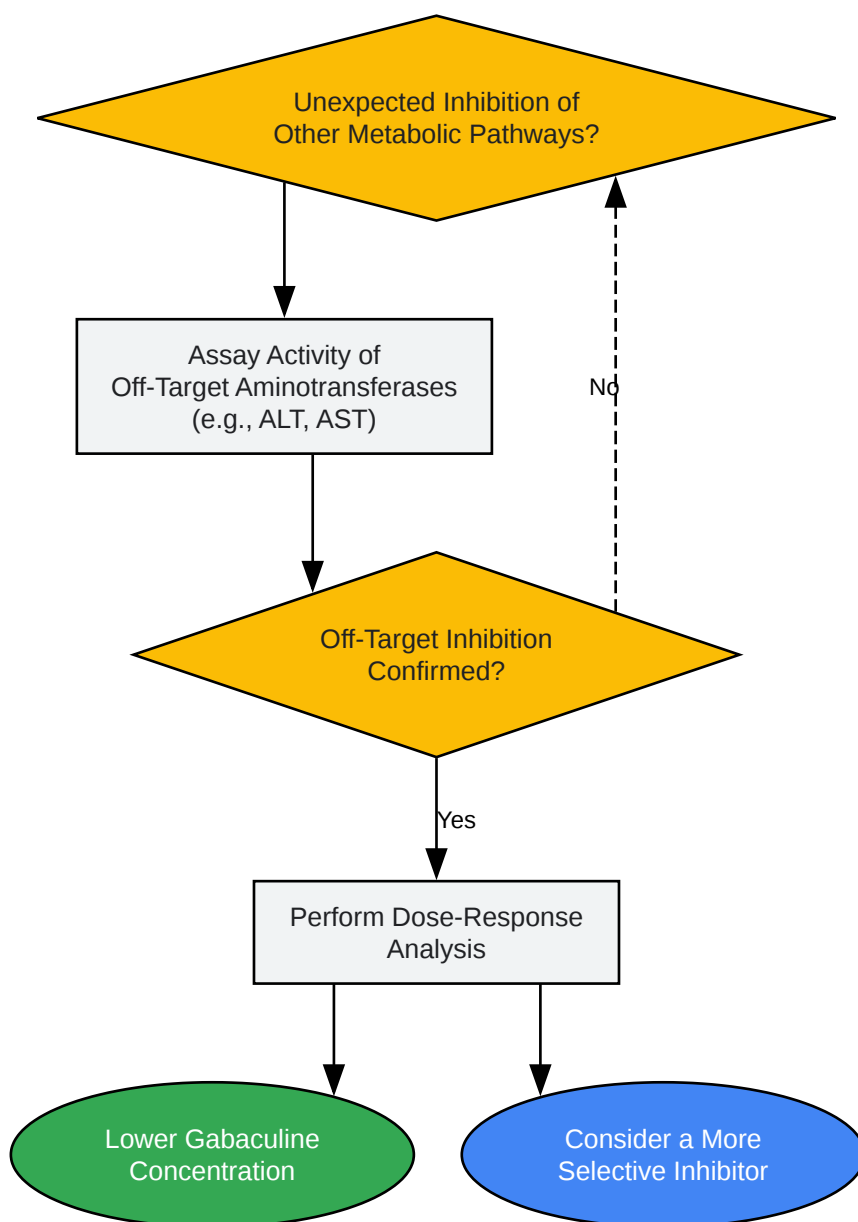 Unexpected Inhibition of
Other Metabolic Pathways?
Assay Activity of
Off-Target Aminotransferases
(e.g., ALT, AST)
No
Off-Target Inhibition
Confirmed?
Yes
Perform Dose-Response
Analysis
Lower Gabaculine
Concentration
Consider a More
Selective Inhibitor